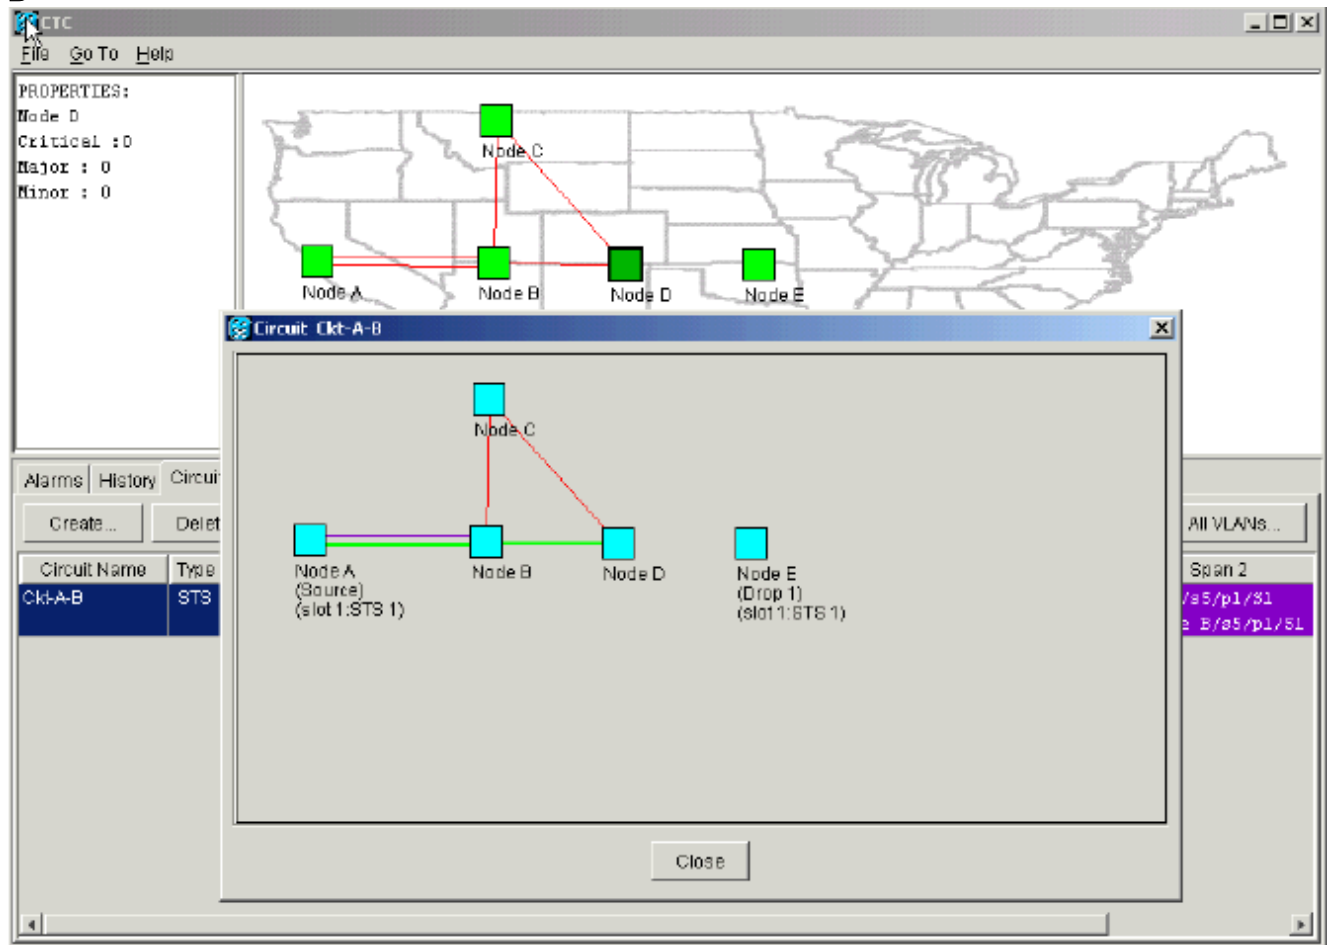 CTC
File Go To Help
PROPERTIES:
Node D
Critical :0
Major : 0
Minor : 0
Node C
Node A
Node B
Node D
Node E
Circuit Ckt-A-B
Node C
Node A
(Source)
(slot 1:STS 1)
Node B
Node D
Node E
(Drop 1)
(slot 1:STS 1)
Close
Alarms History Circui
Create... Delet
All VLANs...
Circuit Name Type
Span 2
Ckt-A-B STS
/s5/p1/S1
e B/s5/p1/S1